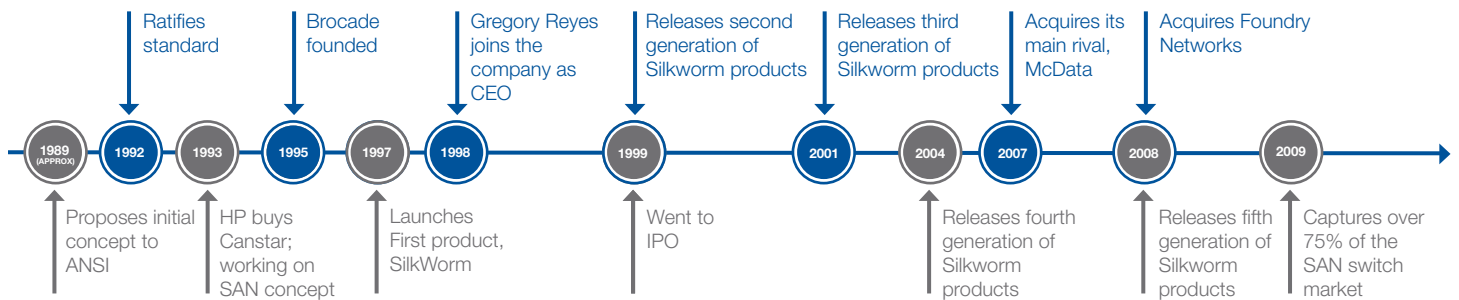 Ratifies
standard
Brocade
founded
Gregory Reyes
joins the
company as
CEO
Releases second
generation of
Silkworm products
Releases third
generation of
Silkworm products
Acquires its
main rival,
McData
Acquires Foundry
Networks
1989
(APPROX)
1992
1993
1995
1997
1998
1999
2001
2004
2007
2008
2009
Proposes initial
concept to
ANSI
HP buys
Canstar;
working on
SAN concept
Launches
First product,
SilkWorm
Went to
IPO
Releases fourth
generation of
Silkworm
products
Releases fifth
generation of
Silkworm
products
Captures over
75% of the
SAN switch
market